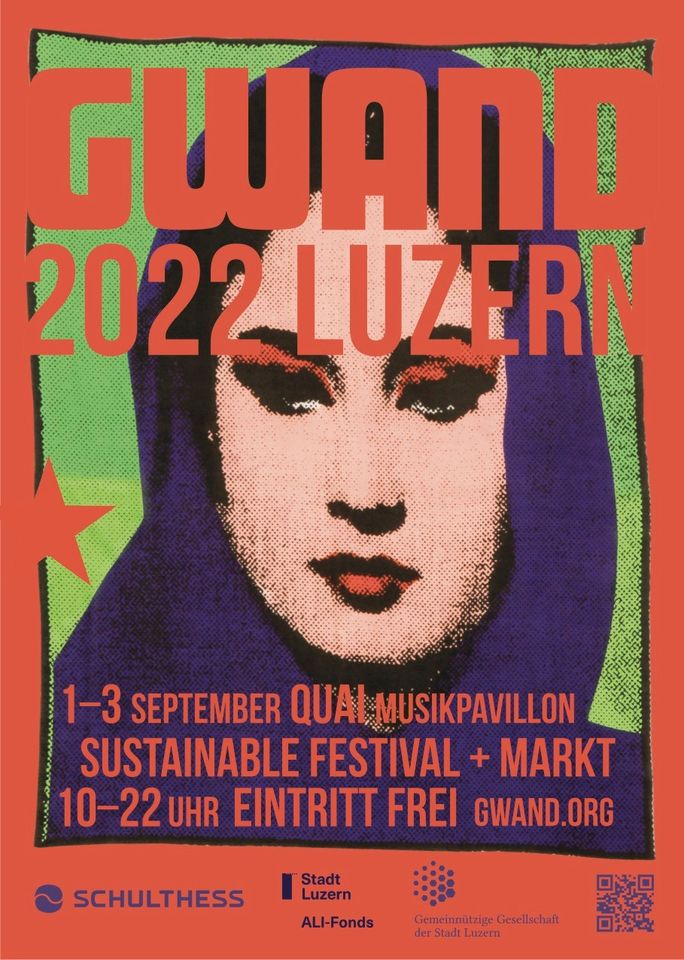 GWAND
2022 LUZERN
1–3 SEPTEMBER QUAI MUSIKPAVILLON
SUSTAINABLE FESTIVAL + MARKT
10–22 UHR EINTRITT FREI GWAND.ORG
SCHULTHESS
Stadt
Luzern
ALI-Fonds
Gemeinnützige Gesellschaft
der Stadt Luzern